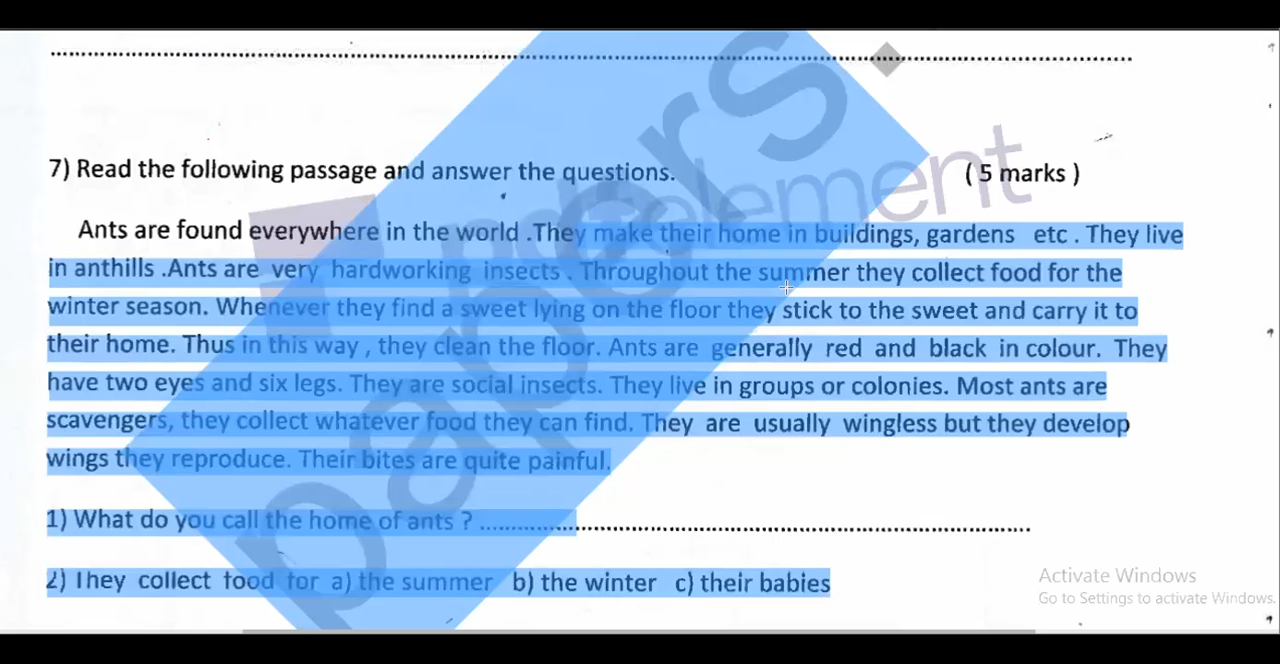 7) Read the following passage and answer the questions. ( 5 marks )
Ants are found everywhere in the world .They make their home in buildings, gardens etc . They live
in anthills .Ants are very hardworking insects . Throughout the summer they collect food for the
winter season. Whenever they find a sweet lying on the floor they stick to the sweet and carry it to
their home. Thus in this way , they clean the floor. Ants are generally red and black in colour. They
have two eyes and six legs. They are social insects. They live in groups or colonies. Most ants are
scavengers, they collect whatever food they can find. They are usually wingless but they develop
wings they reproduce. Their bites are quite painful.
1) What do you call the home of ants ? ......................................................
2) They collect food for a) the summer b) the winter c) their babies
papers.
Activate Windows
Go to Settings to activate Windows.